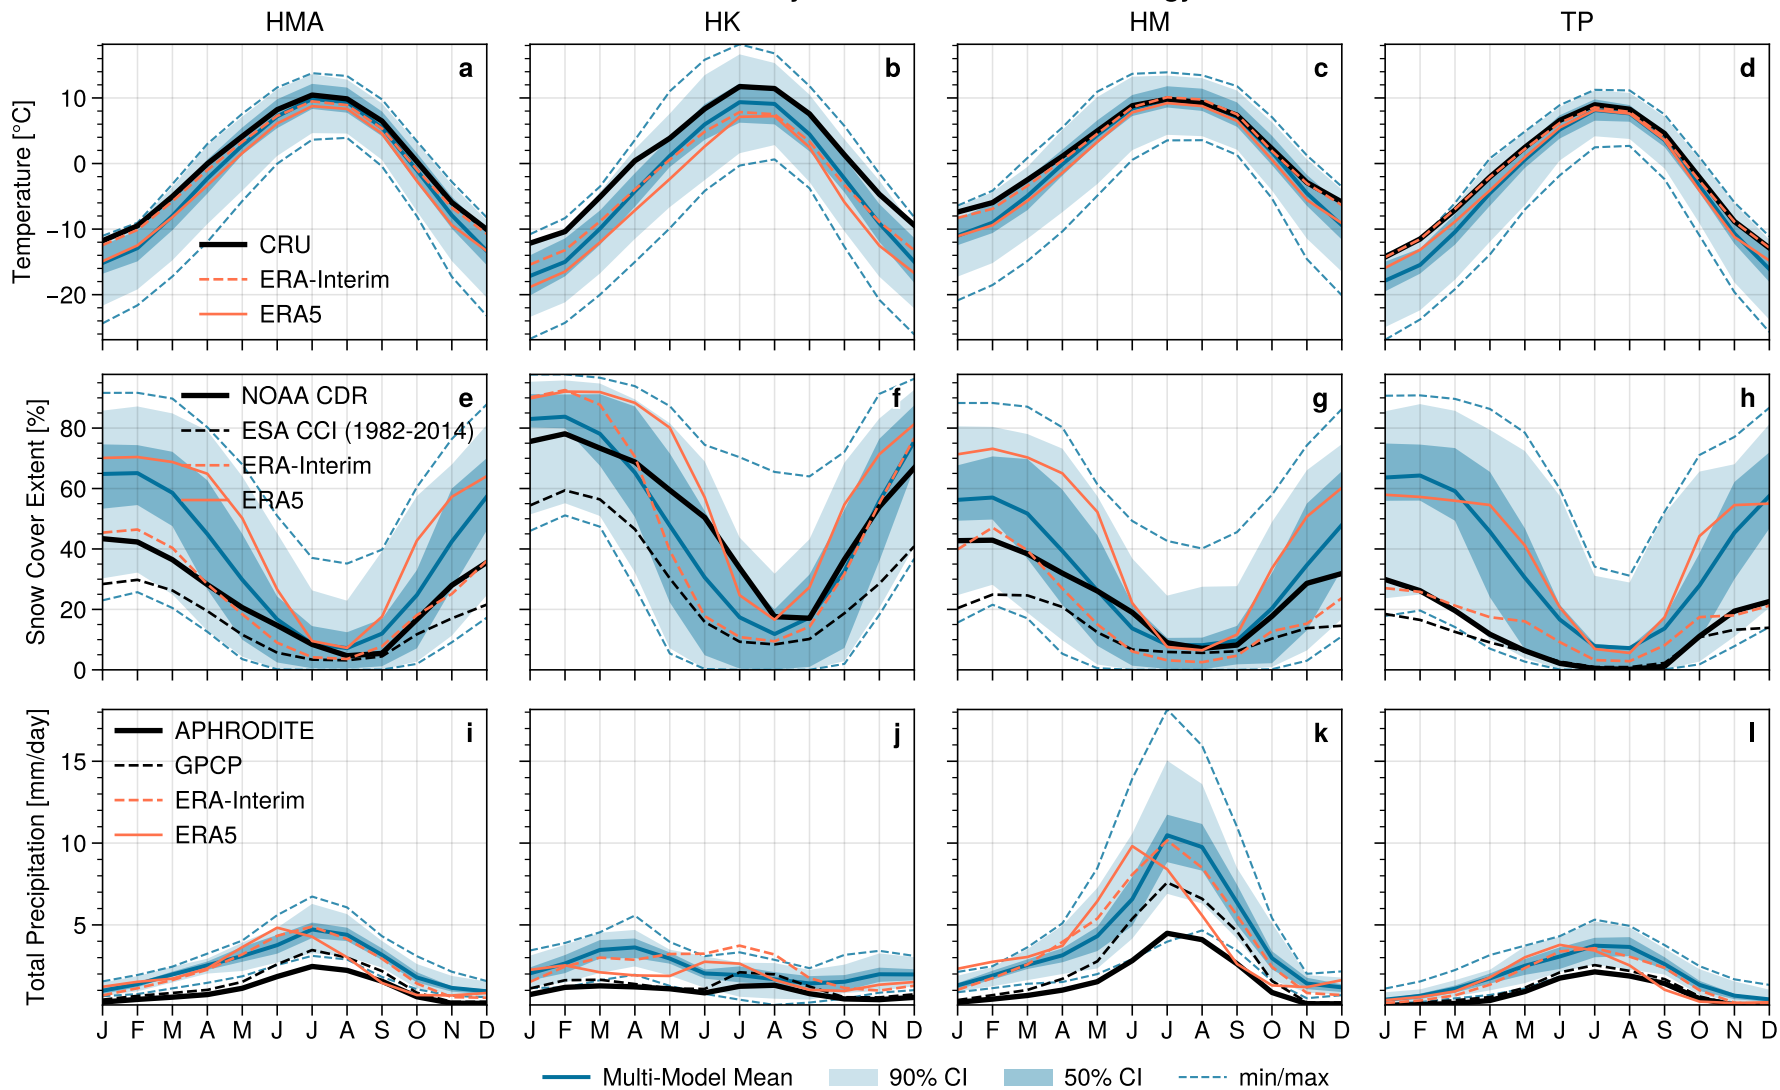 HMA HK HM TP
a b c d
Temperature [°C]
10
0
−10
−20
CRU
ERA-Interim
ERA5
e f g h
Snow Cover Extent [%]
80
60
40
20
0
NOAA CDR
ESA CCI (1982-2014)
ERA-Interim
ERA5
i j k l
Total Precipitation [mm/day]
15
10
5
APHRODITE
GPCP
ERA-Interim
ERA5
J F M A M J J A S O N D J F M A M J J A S O N D J F M A M J J A S O N D J F M A M J J A S O N D
Multi-Model Mean 90% CI 50% CI min/max